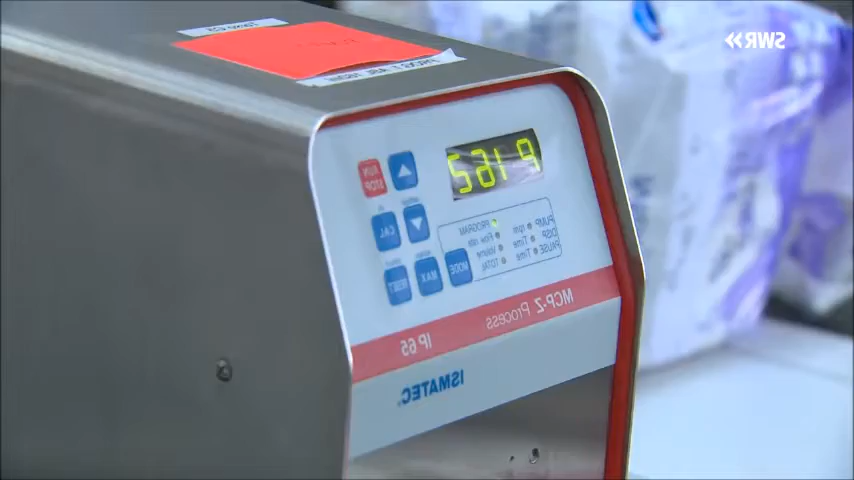 SWR»
P 162
RUN
STOP
CAL
RESET
MAX
MODE
PUMP rpm PROGRAM
DISP Time Flow rate
PAUSE Time Volume
TOTAL
MCP-Z Process IP 65
ISMATEC